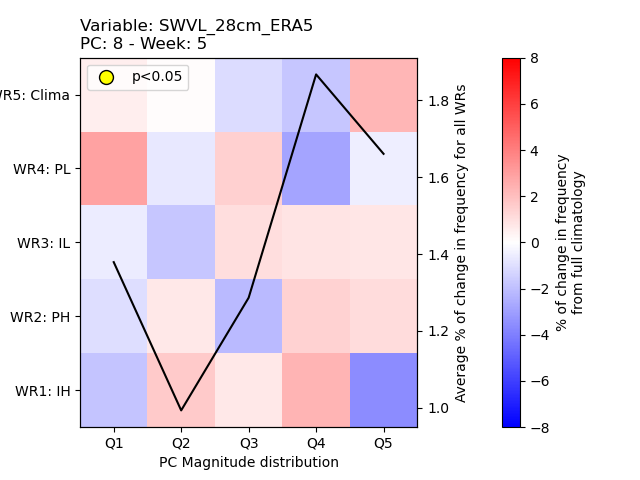 Variable: SWVL_28cm_ERA5
PC: 8 - Week: 5
p<0.05
WR5: Clima
WR4: PL
WR3: IL
WR2: PH
WR1: IH
Q1 Q2 Q3 Q4 Q5
PC Magnitude distribution
1.8
1.6
1.4
1.2
1.0
Average % of change in frequency for all WRs
8
6
4
2
0
−2
−4
−6
−8
% of change in frequency
from full climatology